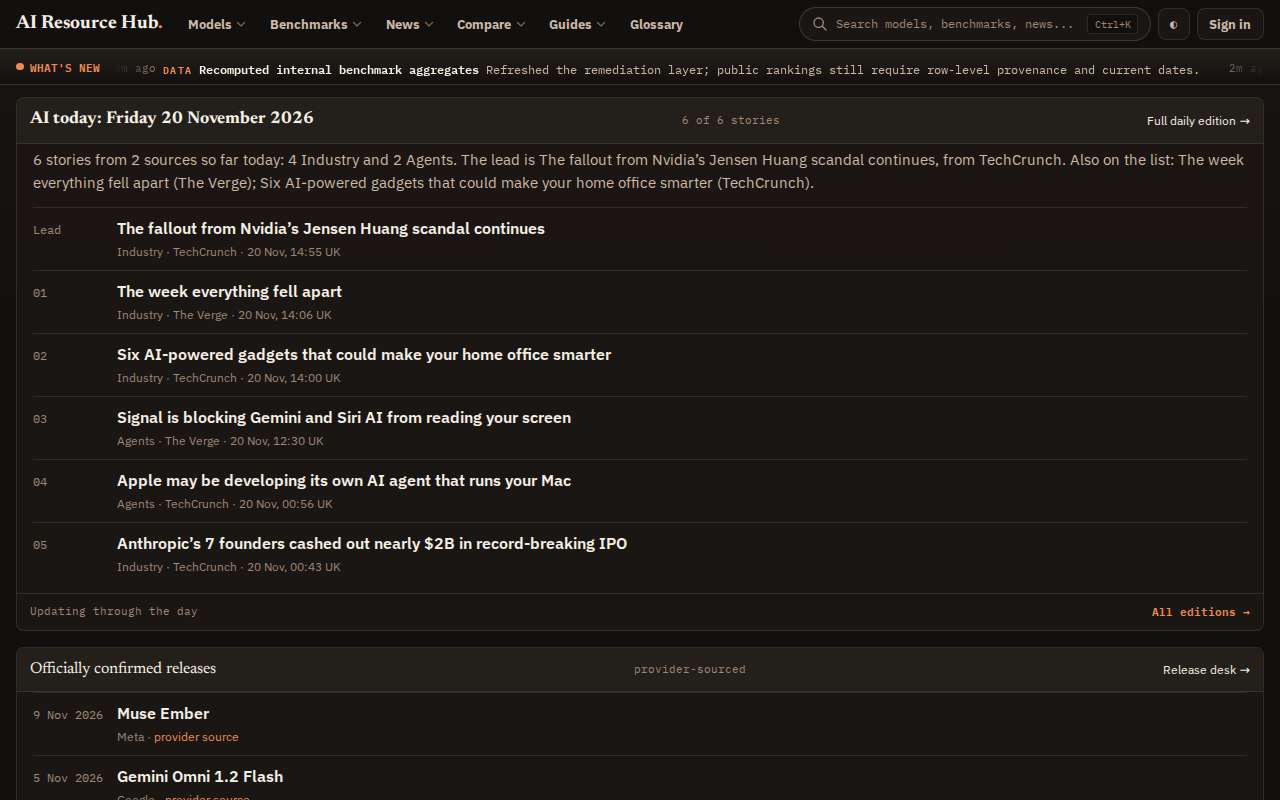 AI Resource Hub.
Models
Benchmarks
News
Compare
Guides
Glossary
Search models, benchmarks, news...
Ctrl+K
Sign in
WHAT'S NEW
ago DATA Recomputed internal benchmark aggregates Refreshed the remediation layer; public rankings still require row-level provenance and current dates.
2m
AI today: Friday 20 November 2026
6 of 6 stories
Full daily edition →
6 stories from 2 sources so far today: 4 Industry and 2 Agents. The lead is The fallout from Nvidia’s Jensen Huang scandal continues, from TechCrunch. Also on the list: The week
everything fell apart (The Verge); Six AI-powered gadgets that could make your home office smarter (TechCrunch).
Lead
The fallout from Nvidia’s Jensen Huang scandal continues
Industry · TechCrunch · 20 Nov, 14:55 UK
01
The week everything fell apart
Industry · The Verge · 20 Nov, 14:06 UK
02
Six AI-powered gadgets that could make your home office smarter
Industry · TechCrunch · 20 Nov, 14:00 UK
03
Signal is blocking Gemini and Siri AI from reading your screen
Agents · The Verge · 20 Nov, 12:30 UK
04
Apple may be developing its own AI agent that runs your Mac
Agents · TechCrunch · 20 Nov, 00:56 UK
05
Anthropic’s 7 founders cashed out nearly $2B in record-breaking IPO
Industry · TechCrunch · 20 Nov, 00:43 UK
Updating through the day
All editions →
Officially confirmed releases
provider-sourced
Release desk →
9 Nov 2026
Muse Ember
Meta · provider source
5 Nov 2026
Gemini Omni 1.2 Flash
Google · provider source